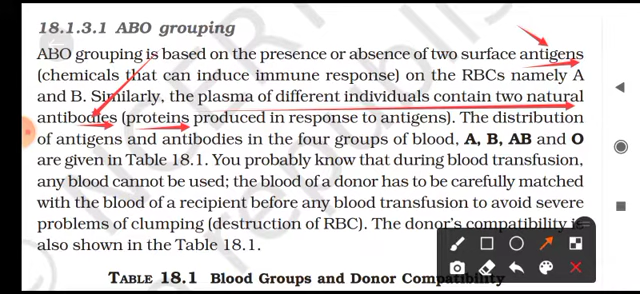 18.1.3.1 ABO grouping
ABO grouping is based on the presence or absence of two surface antigens
(chemicals that can induce immune response) on the RBCs namely A
and B. Similarly, the plasma of different individuals contain two natural
antibodies (proteins produced in response to antigens). The distribution
of antigens and antibodies in the four groups of blood, A, B, AB and O
are given in Table 18.1. You probably know that during blood transfusion,
any blood cannot be used; the blood of a donor has to be carefully matched
with the blood of a recipient before any blood transfusion to avoid severe
problems of clumping (destruction of RBC). The donor's compatibility is
also shown in the Table 18.1.
TABLE 18.1 Blood Groups and Donor Compatibility